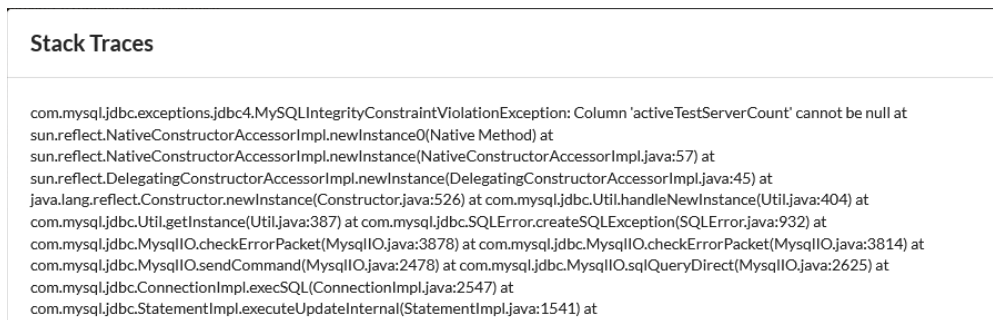 Stack Traces
com.mysql.jdbc.exceptions.jdbc4.MySQLIntegrityConstraintViolationException: Column 'activeTestServerCount' cannot be null at
sun.reflect.NativeConstructorAccessorImpl.newInstance0(Native Method) at
sun.reflect.NativeConstructorAccessorImpl.newInstance(NativeConstructorAccessorImpl.java:57) at
sun.reflect.DelegatingConstructorAccessorImpl.newInstance(DelegatingConstructorAccessorImpl.java:45) at
java.lang.reflect.Constructor.newInstance(Constructor.java:526) at com.mysql.jdbc.Util.handleNewInstance(Util.java:404) at
com.mysql.jdbc.Util.getInstance(Util.java:387) at com.mysql.jdbc.SQLError.createSQLException(SQLError.java:932) at
com.mysql.jdbc.MysqlIO.checkErrorPacket(MysqlIO.java:3878) at com.mysql.jdbc.MysqlIO.checkErrorPacket(MysqlIO.java:3814) at
com.mysql.jdbc.MysqlIO.sendCommand(MysqlIO.java:2478) at com.mysql.jdbc.MysqlIO.sqlQueryDirect(MysqlIO.java:2625) at
com.mysql.jdbc.ConnectionImpl.execSQL(ConnectionImpl.java:2547) at
com.mysql.jdbc.StatementImpl.executeUpdateInternal(StatementImpl.java:1541) at